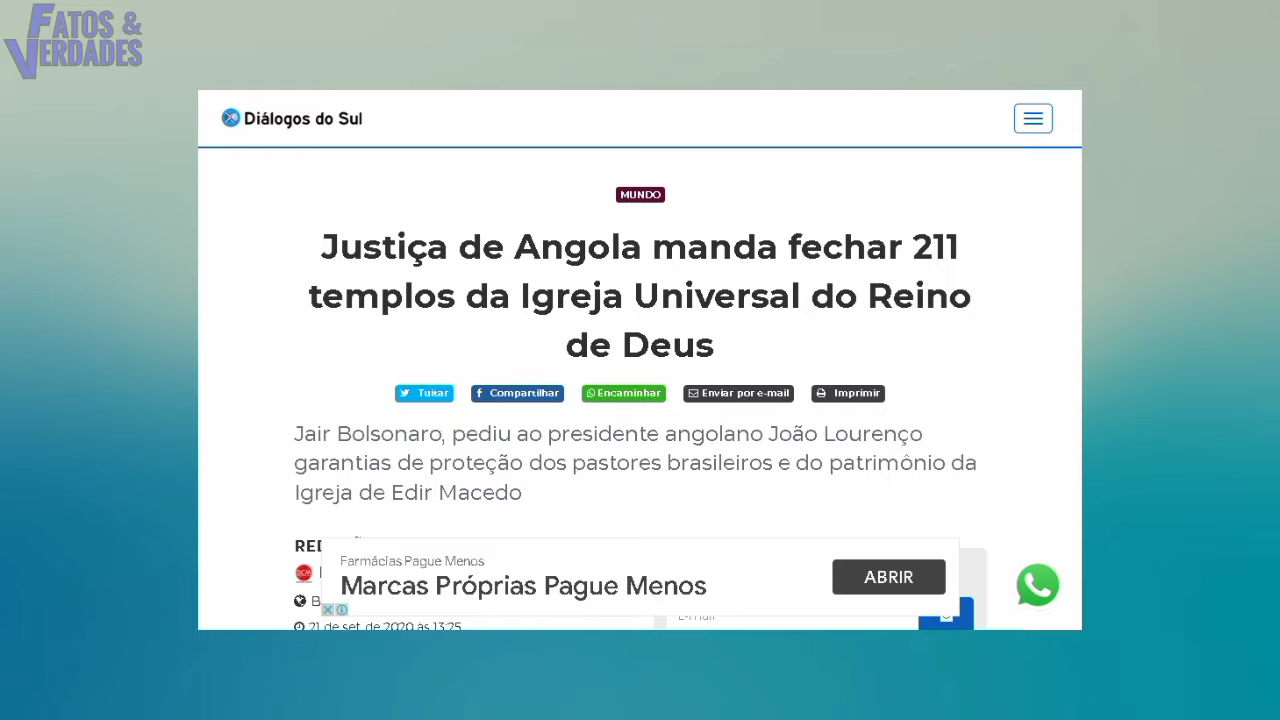 FATOS &
VERDADES
Diálogos do Sul
MUNDO
Justiça de Angola manda fechar 211
templos da Igreja Universal do Reino
de Deus
Tuitar Compartilhar Encaminhar Enviar por e-mail Imprimir
Jair Bolsonaro, pediu ao presidente angolano João Lourenço
garantias de proteção dos pastores brasileiros e do patrimônio da
Igreja de Edir Macedo
Farmácias Pague Menos
Marcas Próprias Pague Menos
ABRIR
21 de set de 2020 às 13:25